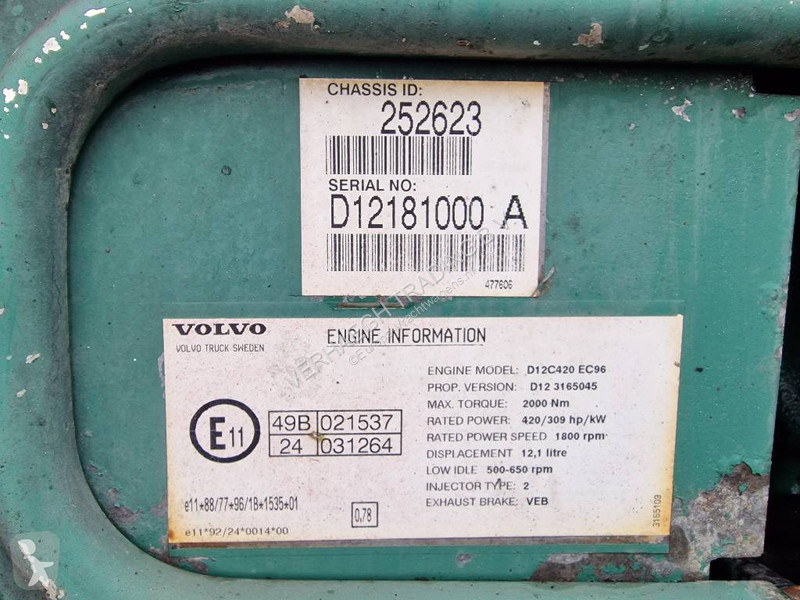 CHASSIS ID:
252623
SERIAL NO:
D12181000 A
477606
VOLVO
VOLVO TRUCK SWEDEN
ENGINE INFORMATION
ENGINE MODEL: D12C420 EC96
PROP. VERSION: D12 3165045
MAX. TORQUE: 2000 Nm
RATED POWER: 420/309 hp/kW
RATED POWER SPEED 1800 rpm
DISPLACEMENT 12,1 litre
LOW IDLE 500-650 rpm
INJECTOR TYPE: 2
EXHAUST BRAKE: VEB
E11
49B 021537
24 031264
e11*88/77*96/1B*1535*01
0.78
e11*92/24*0014*00
3165109
VERHAEGH TRADING B.V.